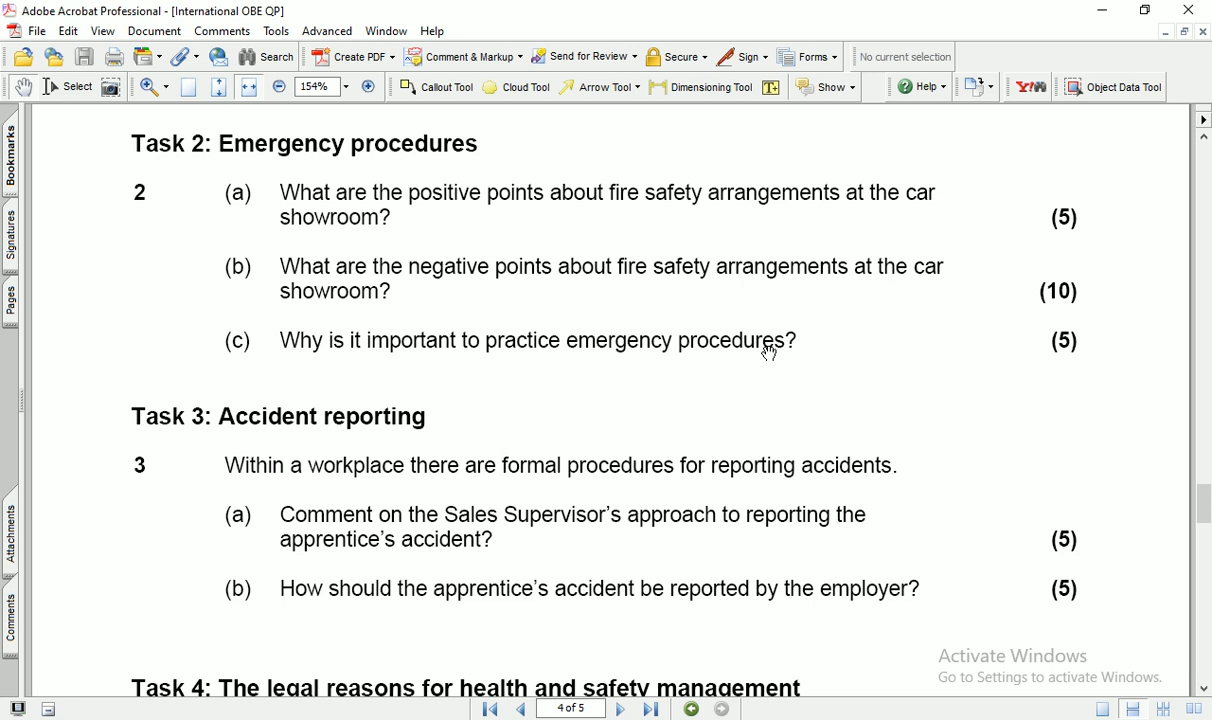 Adobe Acrobat Professional - [International OBE QP]
File Edit View Document Comments Tools Advanced Window Help
Search Create PDF Comment & Markup Send for Review Secure Sign Forms No current selection
Select 154% Callout Tool Cloud Tool Arrow Tool Dimensioning Tool T Show Help Y! Object Data Tool
Bookmarks
Signatures
Pages
Attachments
Comments
Task 2: Emergency procedures
2 (a) What are the positive points about fire safety arrangements at the car
showroom? (5)
(b) What are the negative points about fire safety arrangements at the car
showroom? (10)
(c) Why is it important to practice emergency procedures? (5)
Task 3: Accident reporting
3 Within a workplace there are formal procedures for reporting accidents.
(a) Comment on the Sales Supervisor's approach to reporting the
apprentice's accident? (5)
(b) How should the apprentice's accident be reported by the employer? (5)
Activate Windows
Go to Settings to activate Windows.
Task 4: The legal reasons for health and safety management
4 of 5